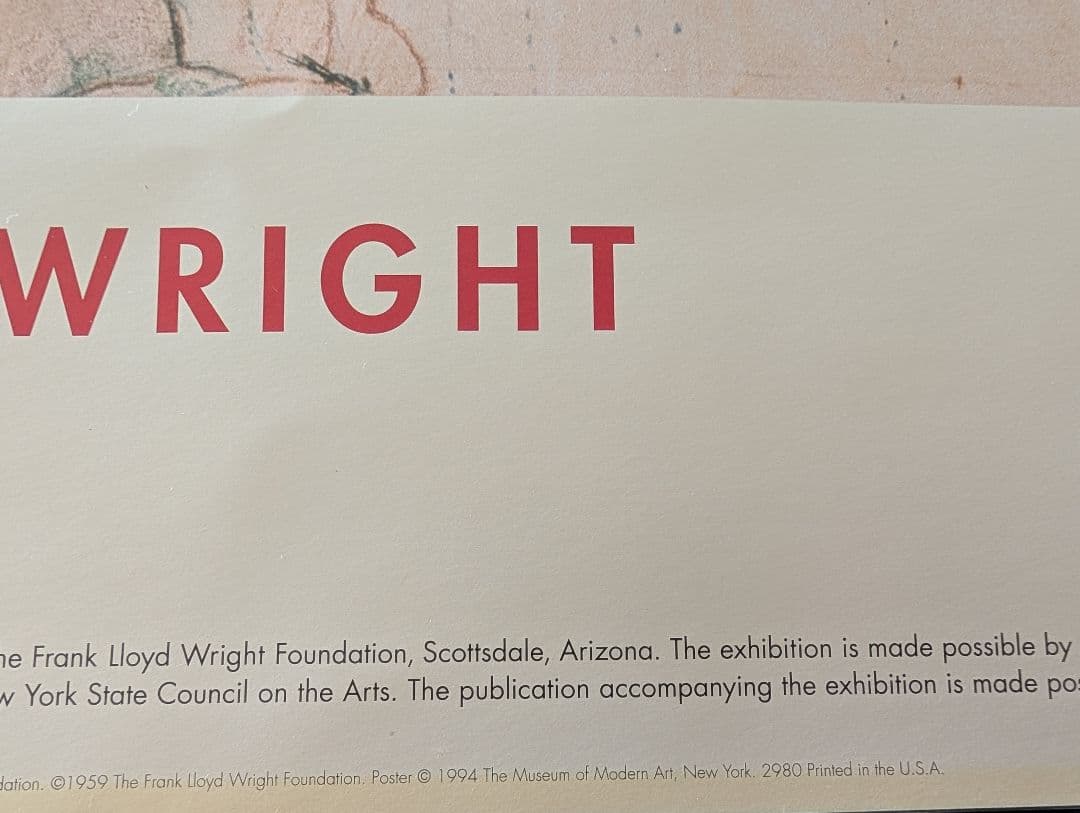 WRIGHT
he Frank Lloyd Wright Foundation, Scottsdale, Arizona. The exhibition is made possible by
w York State Council on the Arts. The publication accompanying the exhibition is made pos
dation. ©1959 The Frank Lloyd Wright Foundation. Poster © 1994 The Museum of Modern Art, New York. 2980 Printed in the U.S.A.